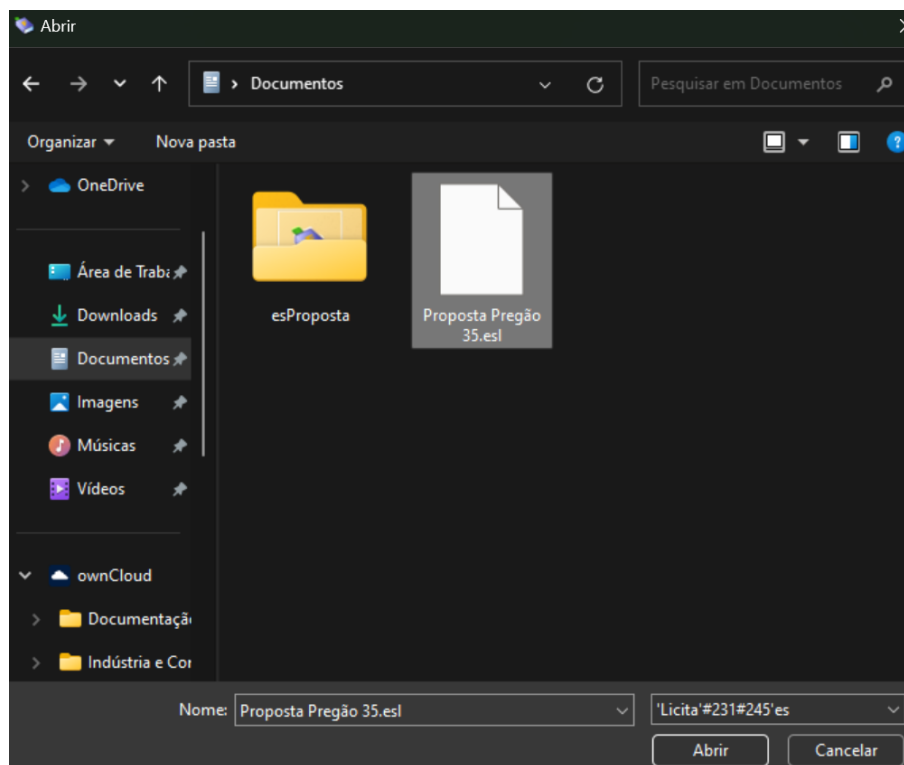 Abrir
Documentos
Pesquisar em Documentos
Organizar
Nova pasta
OneDrive
Área de Traba
Downloads
Documentos
Imagens
Músicas
Vídeos
ownCloud
Documentaçã
Indústria e Cor
esProposta
Proposta Pregão
35.esl
Nome: Proposta Pregão 35.esl
'Licita'#231#245'es
Abrir
Cancelar